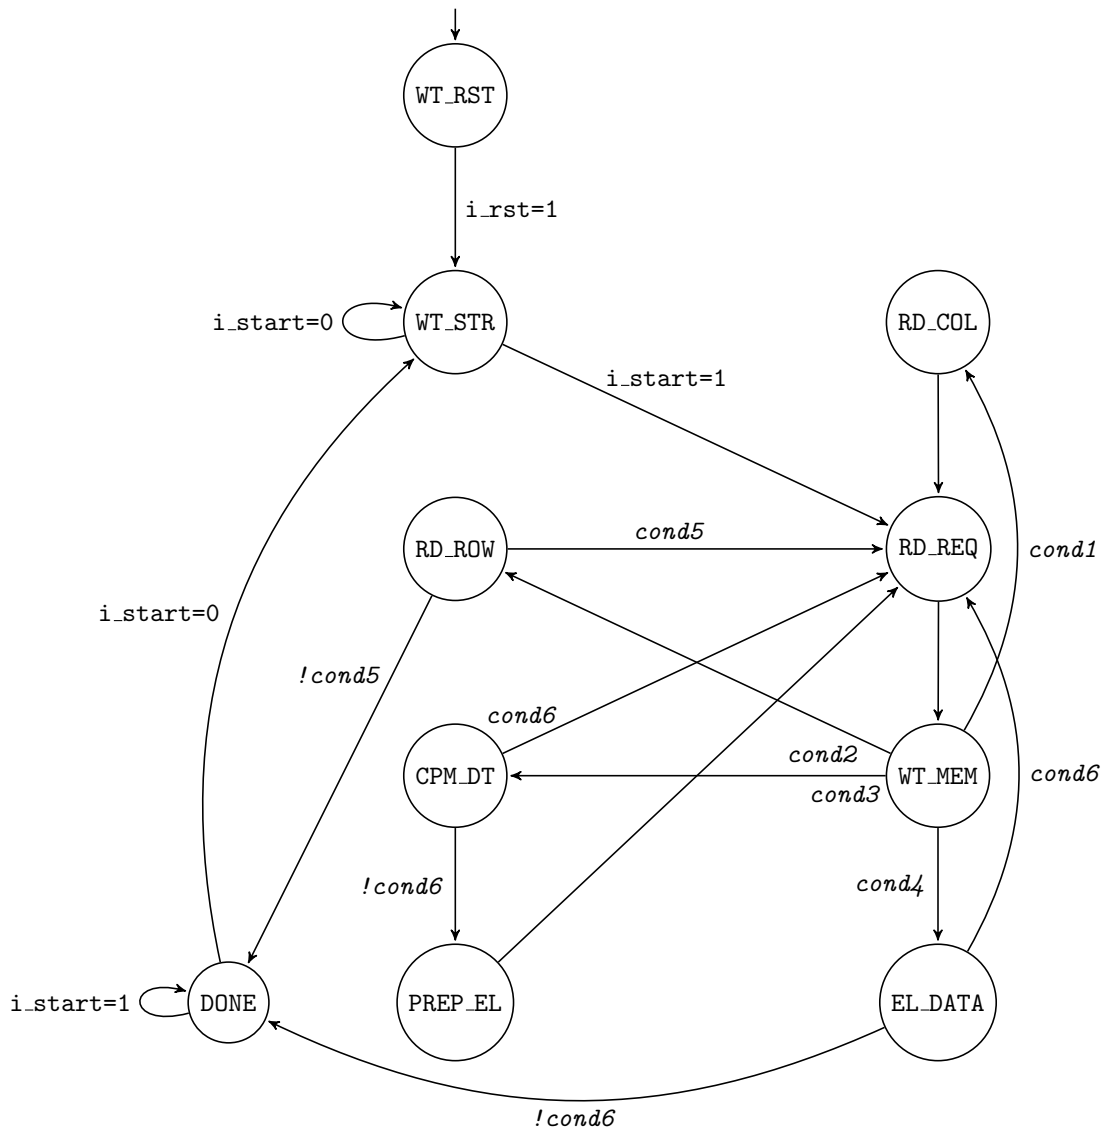 WT_RST
i_rst=1
i_start=0
WT_STR
RD_COL
i_start=1
cond5
RD_ROW
RD_REQ
cond1
i_start=0
!cond5
cond6
cond2
CPM_DT
WT_MEM
cond6
cond3
!cond6
cond4
i_start=1
DONE
PREP_EL
EL_DATA
!cond6